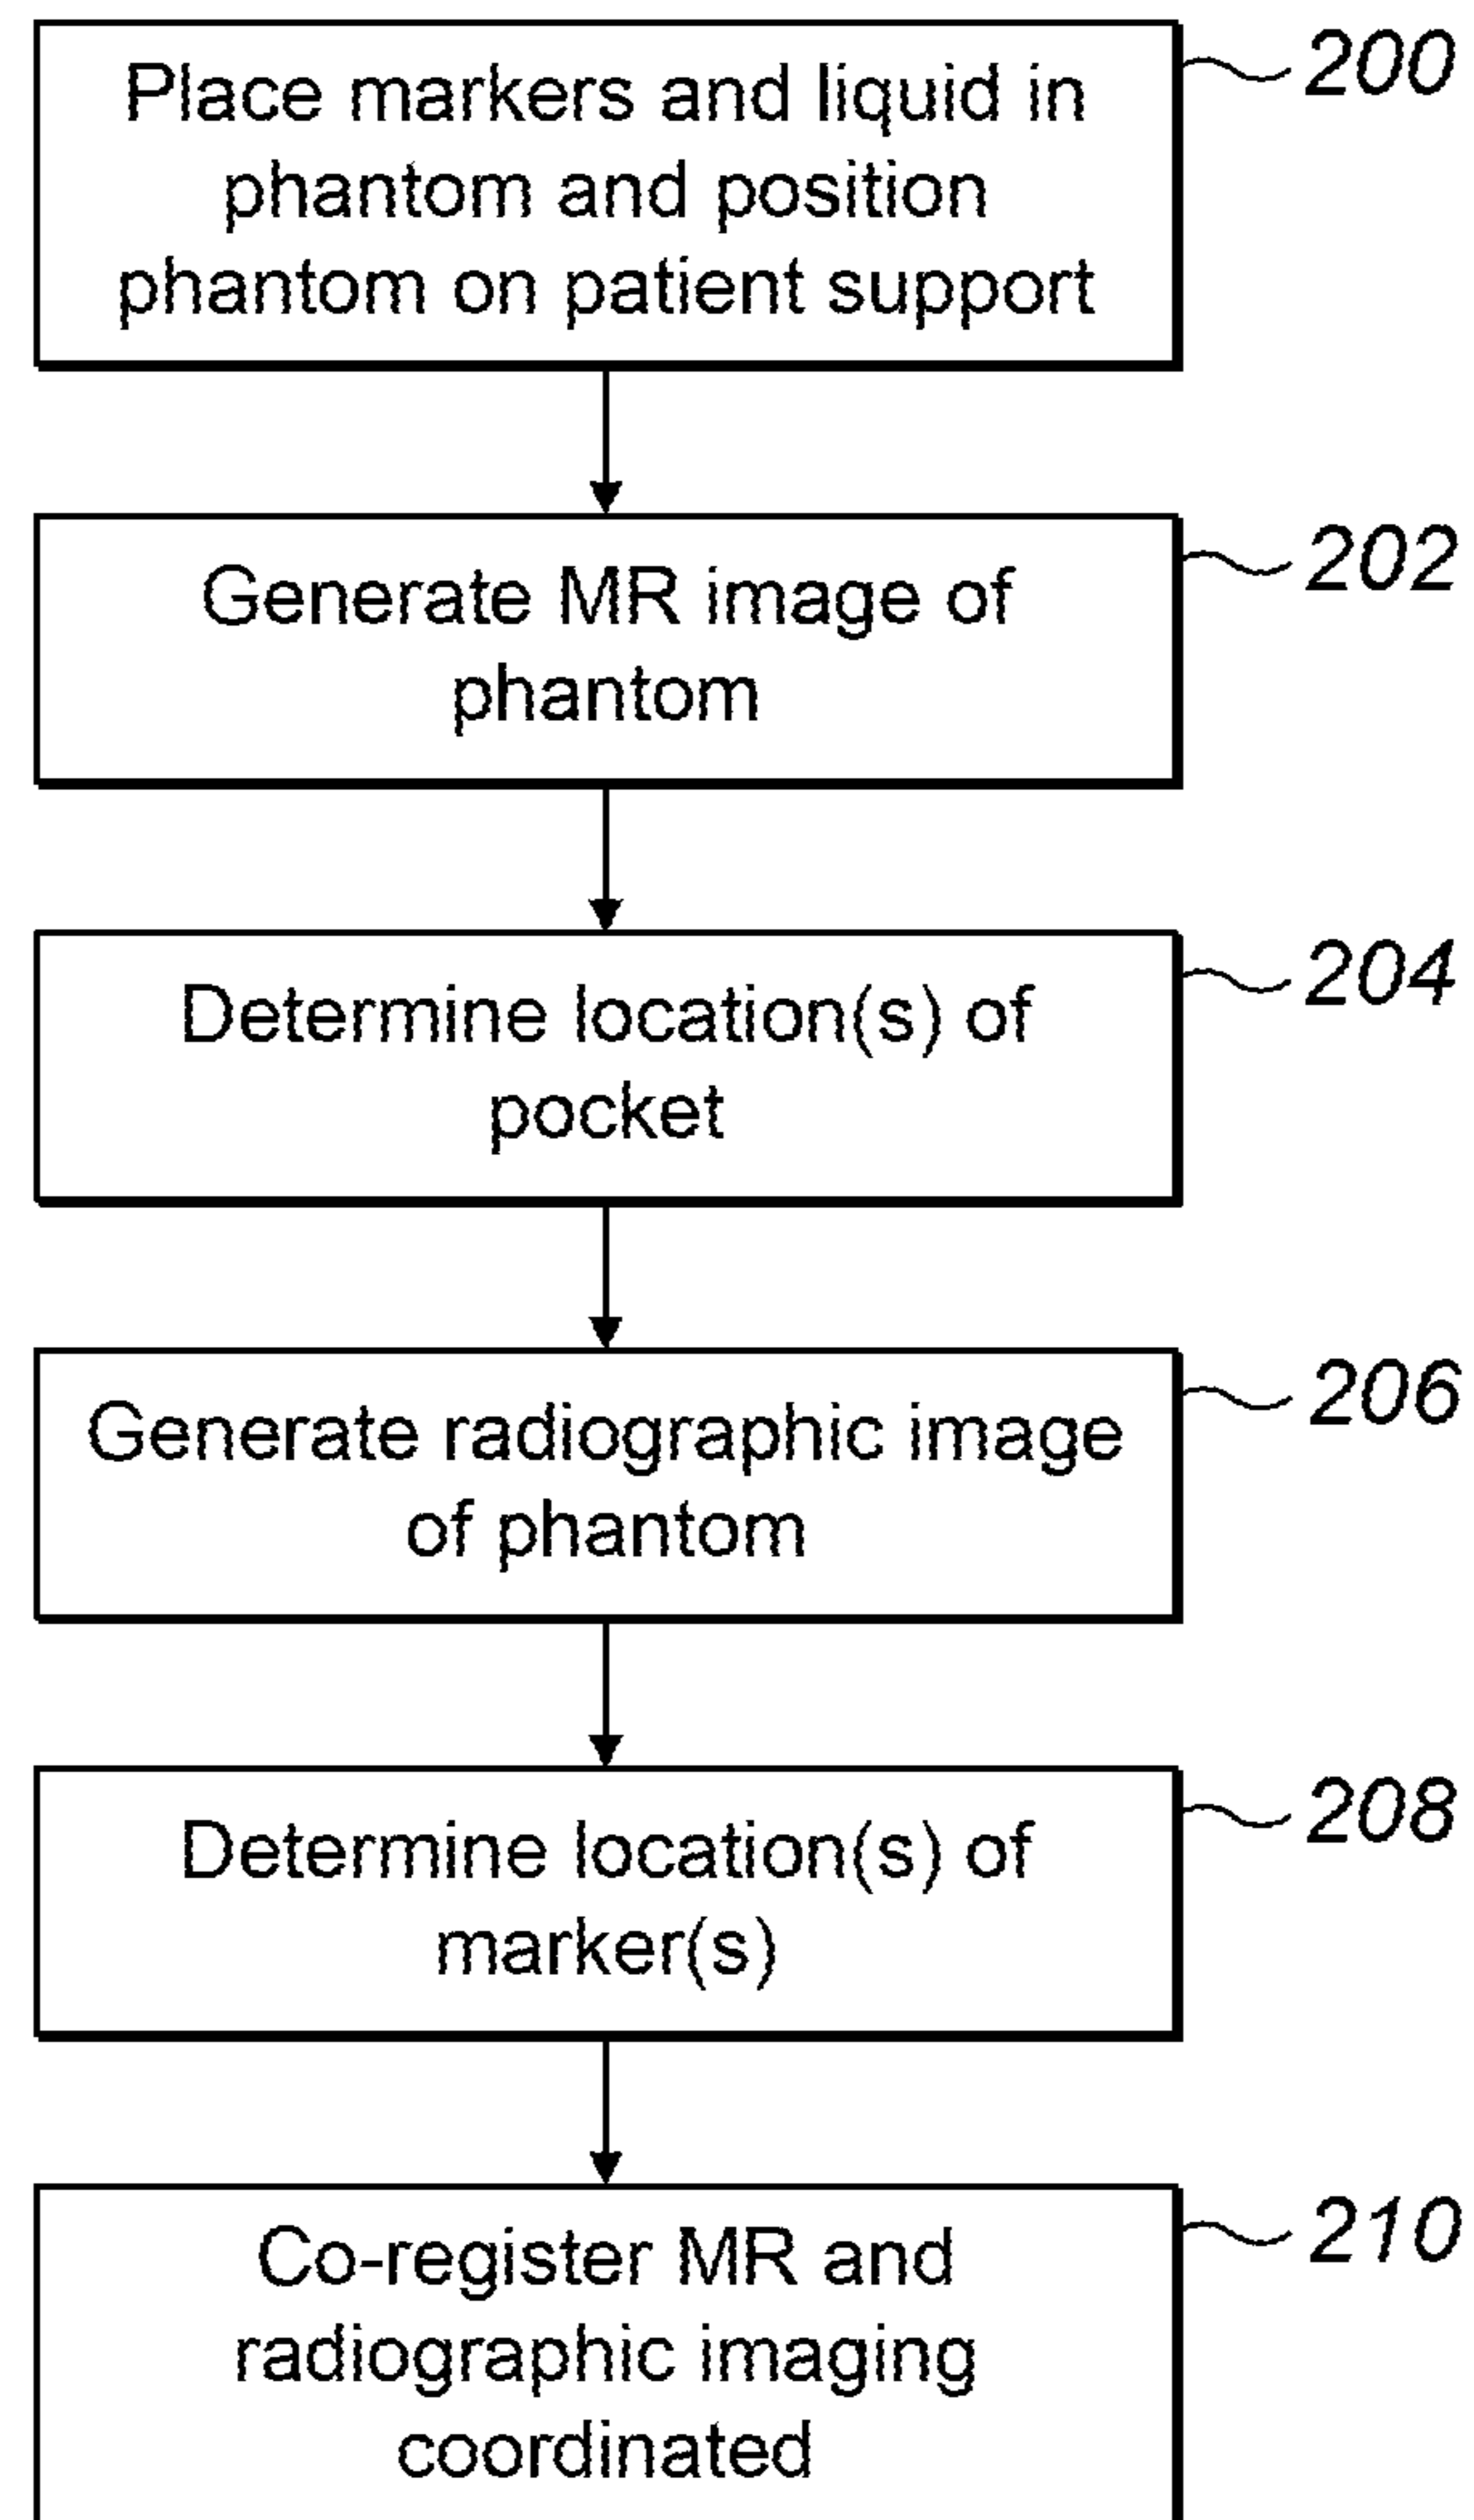 Place markers and liquid in
phantom and position
phantom on patient support
200
Generate MR image of
phantom
202
Determine location(s) of
pocket
204
Generate radiographic image
of phantom
206
Determine location(s) of
marker(s)
208
Co-register MR and
radiographic imaging
coordinated
210